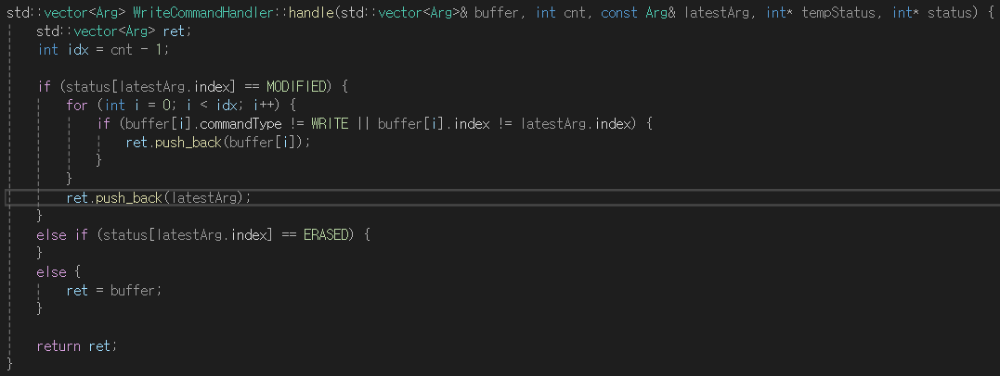 std::vector<Arg> WriteCommandHandler::handle(std::vector<Arg>& buffer, int cnt, const Arg& latestArg, int* tempStatus, int* status) {
    std::vector<Arg> ret;
    int idx = cnt - 1;

    if (status[latestArg.index] == MODIFIED) {
        for (int i = 0; i < idx; i++) {
            if (buffer[i].commandType != WRITE || buffer[i].index != latestArg.index) {
                ret.push_back(buffer[i]);
            }
        }
        ret.push_back(latestArg);
    }
    else if (status[latestArg.index] == ERASED) {
    }
    else {
        ret = buffer;
    }

    return ret;
}